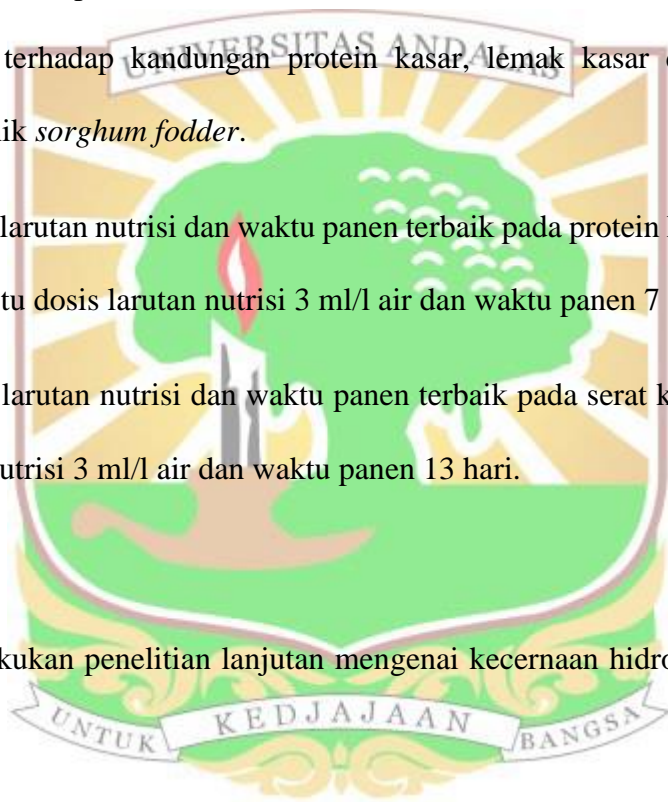 UNIVERSITAS ANDALAS
terhadap kandungan protein kasar, lemak kasar
ik sorghum fodder.
larutan nutrisi dan waktu panen terbaik pada protein
tu dosis larutan nutrisi 3 ml/l air dan waktu panen 7
larutan nutrisi dan waktu panen terbaik pada serat k
utrisi 3 ml/l air dan waktu panen 13 hari.
kukan penelitian lanjutan mengenai kecernaan hidro
UNTUK KEDJAJAAN BANGSA